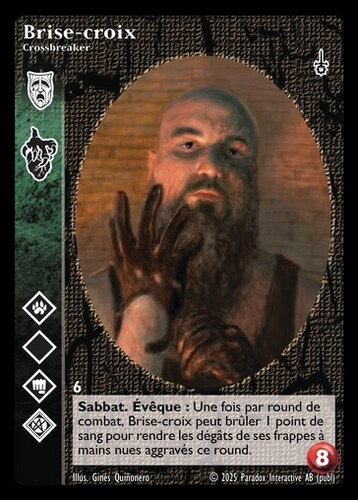 Brise-croix
Crossbreaker
6
Sabbat. Évêque : Une fois par round de
combat, Brise-croix peut brûler 1 point de
sang pour rendre les dégâts de ses frappes à
mains nues aggravés ce round.
8
Illus. Ginés Quiñonero
© 2025 Paradox Interactive AB (publ)